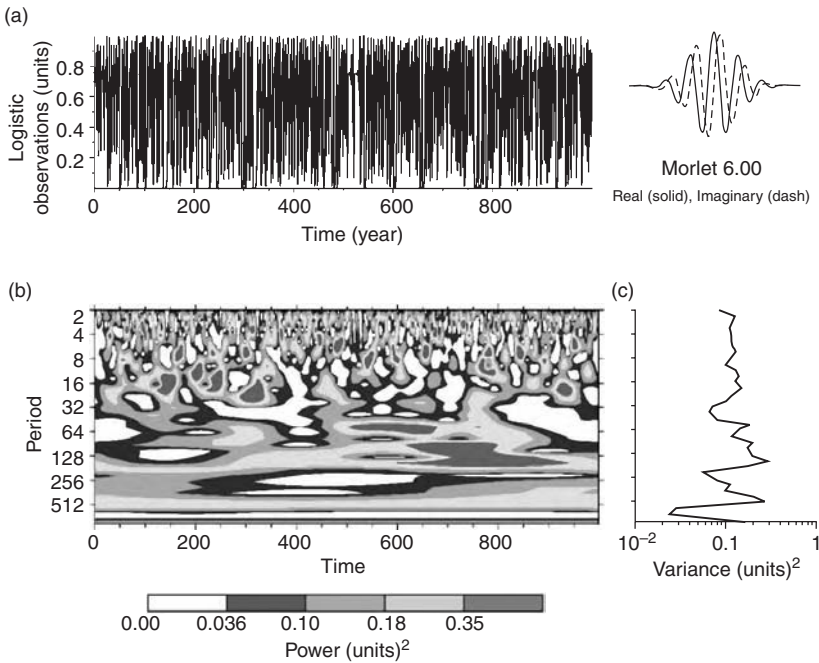 (a)
Logistic
observations (units)
0.8
0.6
0.4
0.2
0 200 400 600 800
Time (year)
Morlet 6.00
Real (solid), Imaginary (dash)
(b)
Period
2
4
8
16
32
64
128
256
512
0 200 400 600 800
Time
0.00 0.036 0.10 0.18 0.35
Power (units)²
(c)
10⁻² 0.1 1
Variance (units)²